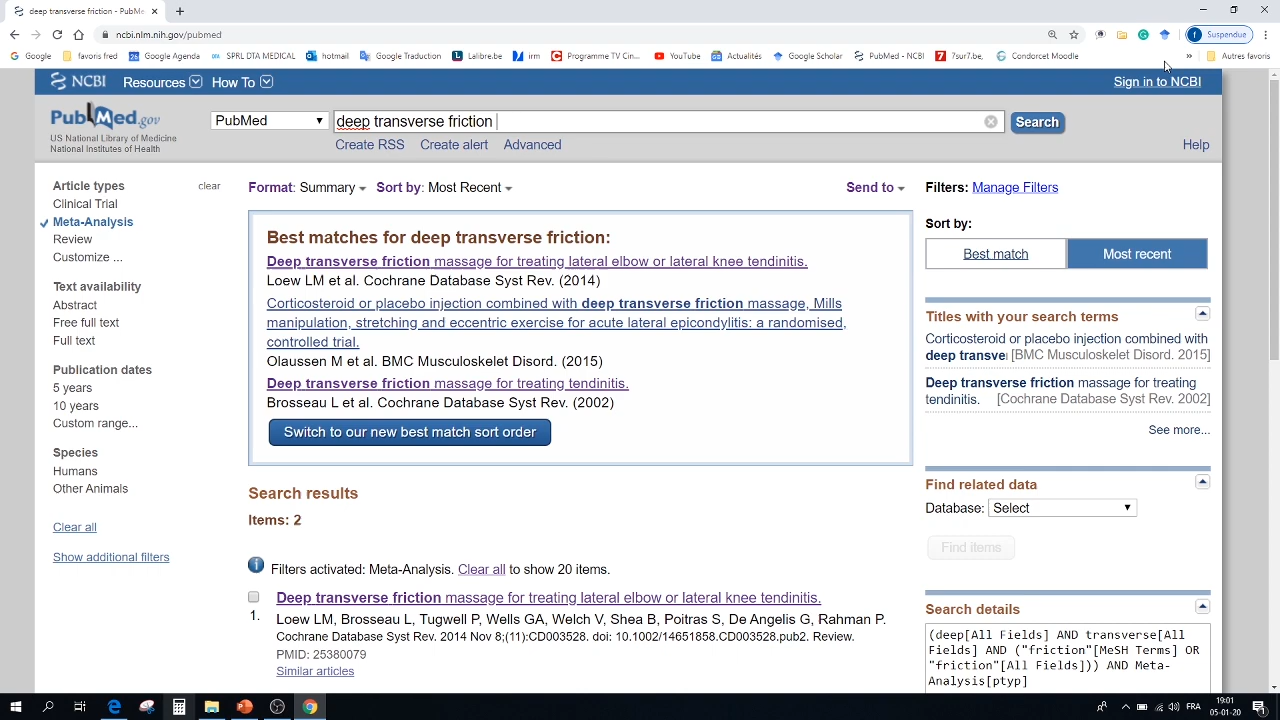 deep transverse friction - PubMe
ncbi.nlm.nih.gov/pubmed
Suspendue
Google
favoris fred
26 Google Agenda
SPRL DTA MEDICAL
hotmail
Google Traduction
Lalibre.be
irm
Programme TV Cin...
YouTube
Actualités
Google Scholar
PubMed - NCBI
7sur7.be,
Condorcet Moodle
»
Autres favoris
NCBI
Resources
How To
Sign in to NCBI
PubMed.gov
US National Library of Medicine
National Institutes of Health
PubMed
deep transverse friction
Search
Create RSS
Create alert
Advanced
Help
Article types
clear
Clinical Trial
Meta-Analysis
Review
Customize ...
Text availability
Abstract
Free full text
Full text
Publication dates
5 years
10 years
Custom range...
Species
Humans
Other Animals
Clear all
Show additional filters
Format: Summary
Sort by: Most Recent
Send to
Best matches for deep transverse friction:
Deep transverse friction massage for treating lateral elbow or lateral knee tendinitis.
Loew LM et al. Cochrane Database Syst Rev. (2014)
Corticosteroid or placebo injection combined with deep transverse friction massage, Mills
manipulation, stretching and eccentric exercise for acute lateral epicondylitis: a randomised,
controlled trial.
Olaussen M et al. BMC Musculoskelet Disord. (2015)
Deep transverse friction massage for treating tendinitis.
Brosseau L et al. Cochrane Database Syst Rev. (2002)
Switch to our new best match sort order
Search results
Items: 2
Filters activated: Meta-Analysis. Clear all to show 20 items.
Deep transverse friction massage for treating lateral elbow or lateral knee tendinitis.
1.
Loew LM, Brosseau L, Tugwell P, Wells GA, Welch V, Shea B, Poitras S, De Angelis G, Rahman P.
Cochrane Database Syst Rev. 2014 Nov 8;(11):CD003528. doi: 10.1002/14651858.CD003528.pub2. Review.
PMID: 25380079
Similar articles
Filters: Manage Filters
Sort by:
Best match
Most recent
Titles with your search terms
Corticosteroid or placebo injection combined with
deep transve [BMC Musculoskelet Disord. 2015]
Deep transverse friction massage for treating
tendinitis. [Cochrane Database Syst Rev. 2002]
See more...
Find related data
Database: Select
Find items
Search details
(deep[All Fields] AND transverse[All
Fields] AND ("friction"[MeSH Terms] OR
"friction"[All Fields])) AND Meta-
Analysis[ptyp]
FRA
19:01
05-01-20